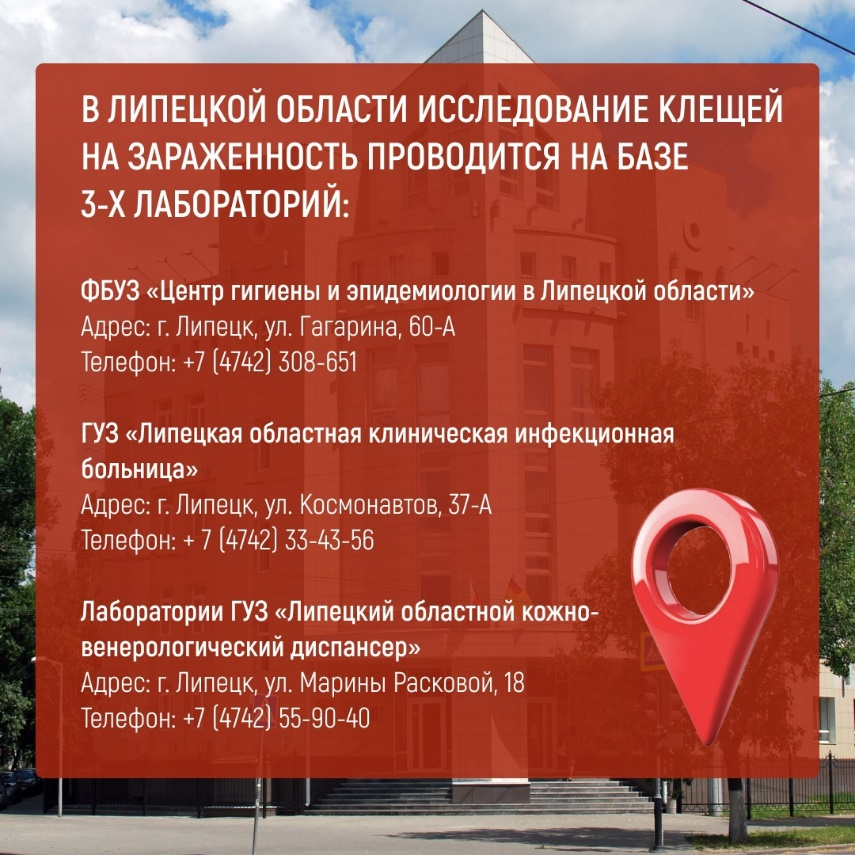 В ЛИПЕЦКОЙ ОБЛАСТИ ИССЛЕДОВАНИЕ КЛЕЩЕЙ
НА ЗАРАЖЕННОСТЬ ПРОВОДИТСЯ НА БАЗЕ
3-Х ЛАБОРАТОРИЙ:
ФБУЗ «Центр гигиены и эпидемиологии в Липецкой области»
Адрес: г. Липецк, ул. Гагарина, 60-А
Телефон: +7 (4742) 308-651
ГУЗ «Липецкая областная клиническая инфекционная
больница»
Адрес: г. Липецк, ул. Космонавтов, 37-А
Телефон: + 7 (4742) 33-43-56
Лаборатории ГУЗ «Липецкий областной кожно-
венерологический диспансер»
Адрес: г. Липецк, ул. Марины Расковой, 18
Телефон: +7 (4742) 55-90-40